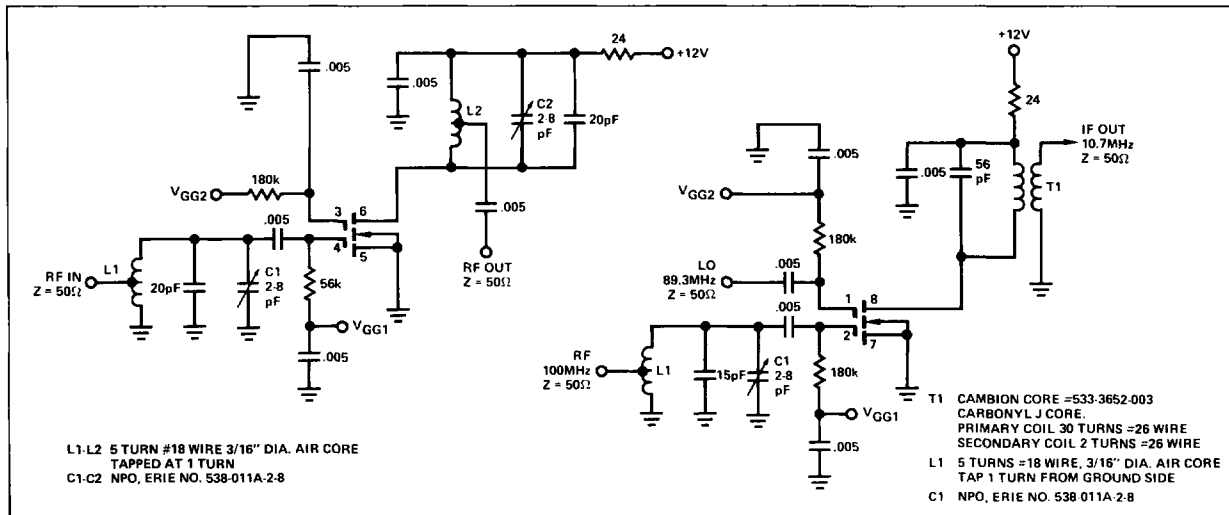 .005
24
+12V
.005
L2
C2
2-8
pF
20pF
VGG2
180k
3
6
.005
4
5
.005
RF OUT
Z = 50Ω
RF IN
Z = 50Ω
L1
20pF
C1
2-8
pF
56k
VGG1
.005
L1-L2 5 TURN #18 WIRE 3/16" DIA. AIR CORE
TAPPED AT 1 TURN
C1-C2 NPO, ERIE NO. 538-011A-2-8
+12V
24
IF OUT
10.7MHz
Z = 50Ω
.005
.005
56
pF
T1
VGG2
180k
LO
89.3MHz
Z = 50Ω
.005
.005
1
8
2
7
RF
100MHz
Z = 50Ω
L1
15pF
C1
2-8
pF
180k
VGG1
.005
T1 CAMBION CORE =533-3652-003
CARBONYL J CORE.
PRIMARY COIL 30 TURNS =26 WIRE
SECONDARY COIL 2 TURNS =26 WIRE
L1 5 TURNS =18 WIRE, 3/16" DIA. AIR CORE
TAP 1 TURN FROM GROUND SIDE
C1 NPO, ERIE NO. 538-011A-2-8